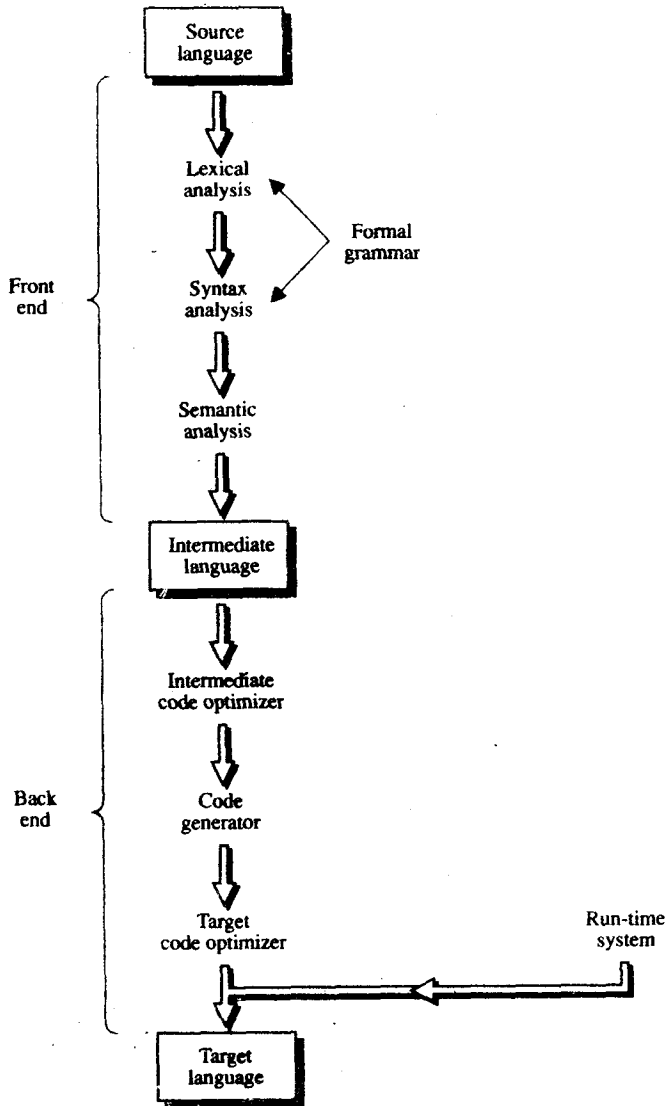 Source
language
Lexical
analysis
Formal
grammar
Front
end
Syntax
analysis
Semantic
analysis
Intermediate
language
Intermediate
code optimizer
Back
end
Code
generator
Target
code optimizer
Run-time
system
Target
language